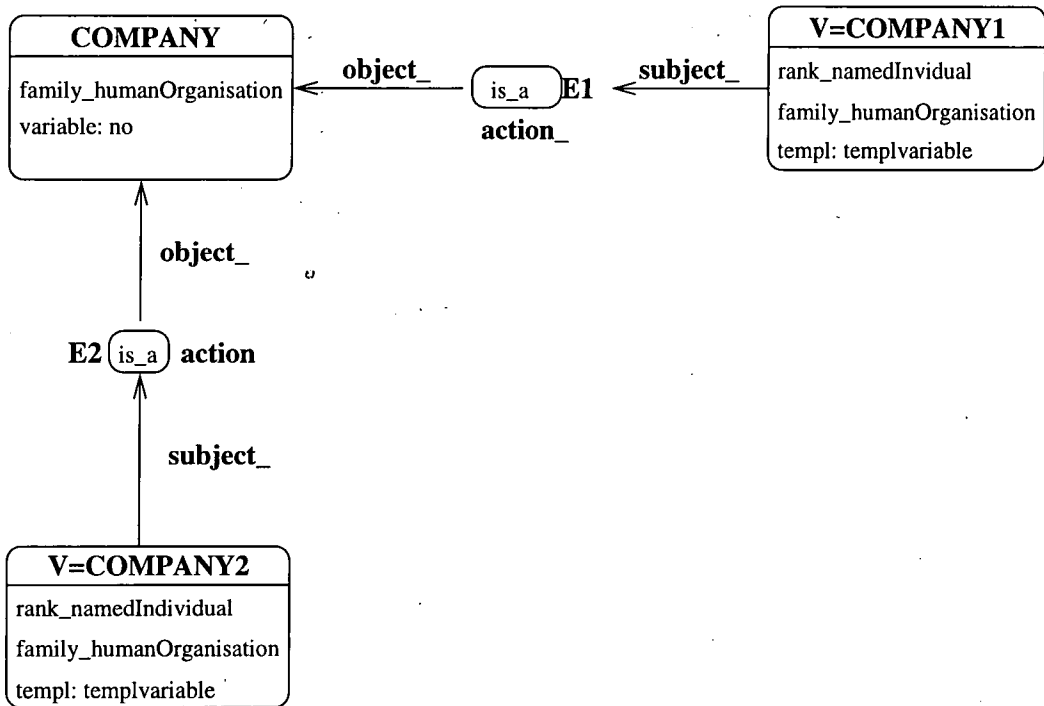 COMPANY
family_humanOrganisation
variable: no
object_
is_a
E1
action_
subject_
V=COMPANY1
rank_namedInvidual
family_humanOrganisation
templ: templvariable
object_
E2
is_a
action
subject_
V=COMPANY2
rank_namedIndividual
family_humanOrganisation
templ: templvariable